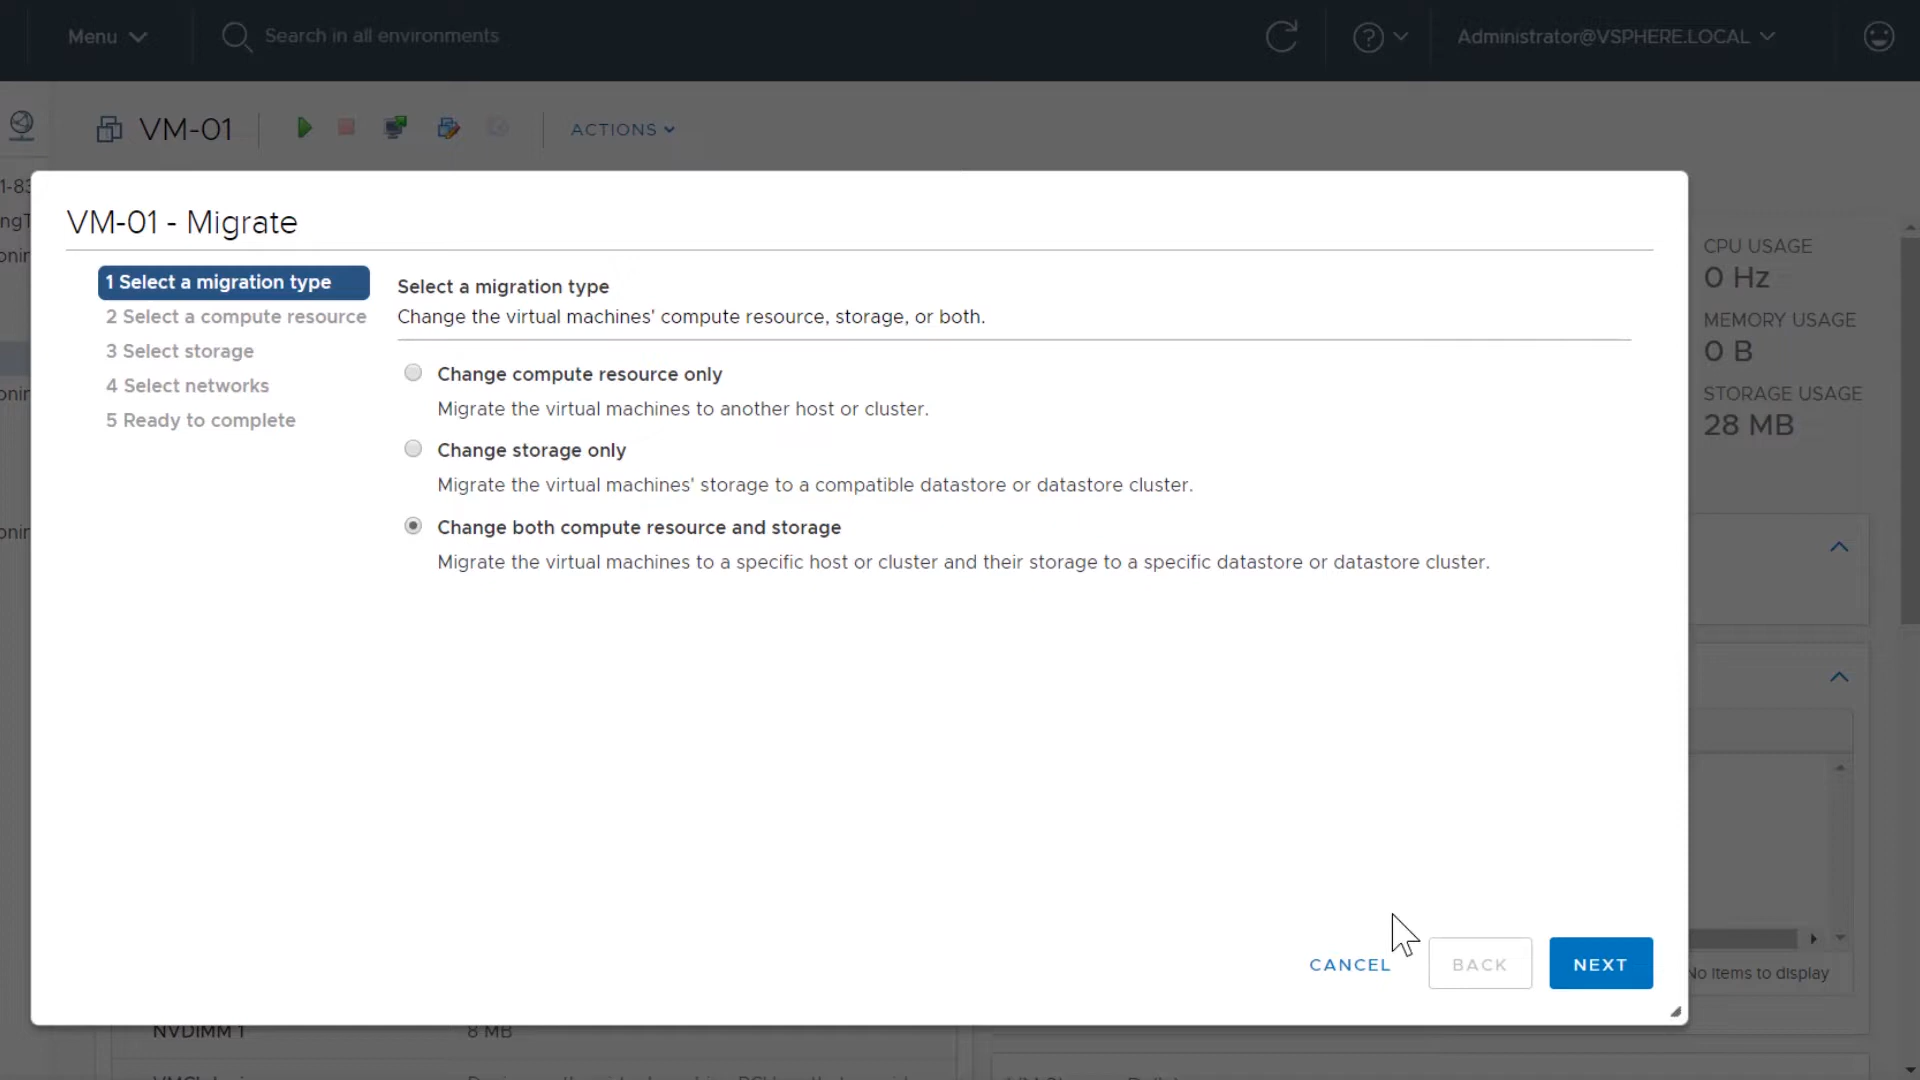 Menu
Search in all environments
Administrator@VSPHERE.LOCAL
VM-01
ACTIONS
VM-01 - Migrate
1 Select a migration type
2 Select a compute resource
3 Select storage
4 Select networks
5 Ready to complete
Select a migration type
Change the virtual machines' compute resource, storage, or both.
Change compute resource only
Migrate the virtual machines to another host or cluster.
Change storage only
Migrate the virtual machines' storage to a compatible datastore or datastore cluster.
Change both compute resource and storage
Migrate the virtual machines to a specific host or cluster and their storage to a specific datastore or datastore cluster.
CANCEL
BACK
NEXT
CPU USAGE
0 Hz
MEMORY USAGE
0 B
STORAGE USAGE
28 MB
No items to display
NVDIMM 1
8 MB